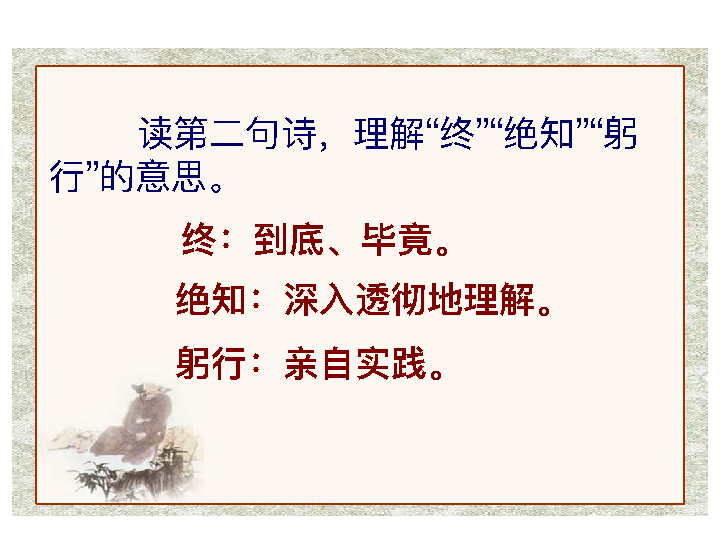 读第二句诗，理解“终”“绝知”“躬
行”的意思。
终：到底、毕竟。
绝知：深入透彻地理解。
躬行：亲自实践。